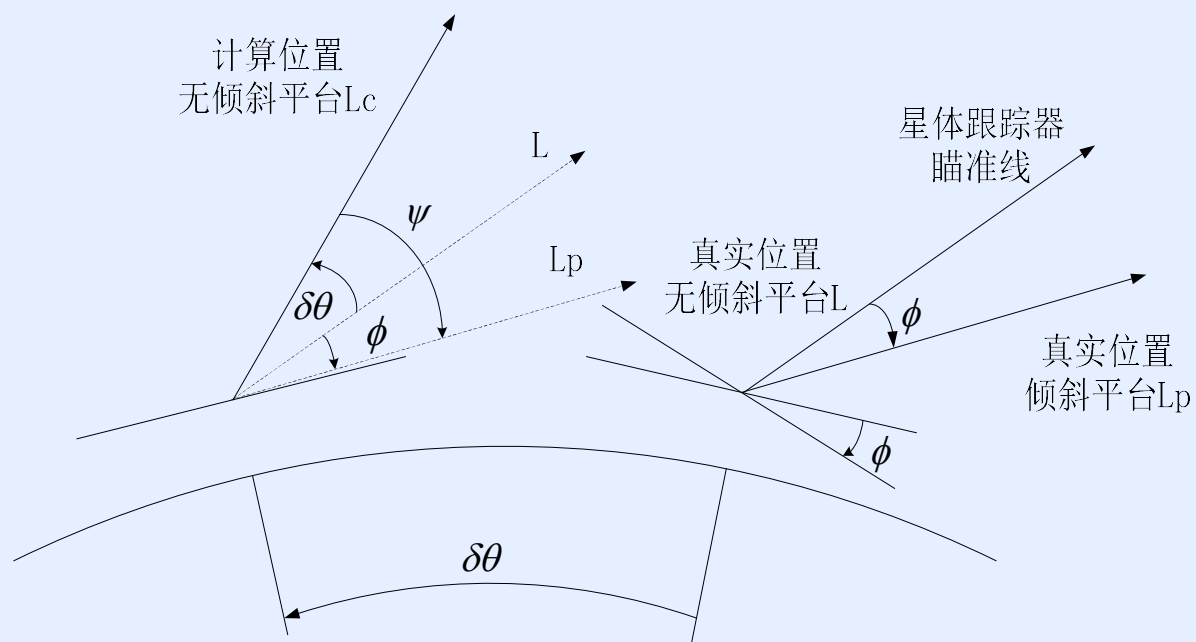 计算位置
无倾斜平台Lc
L
ψ
Lp
δθ
ϕ
星体跟踪器
瞄准线
真实位置
无倾斜平台L
ϕ
真实位置
倾斜平台Lp
ϕ
δθ